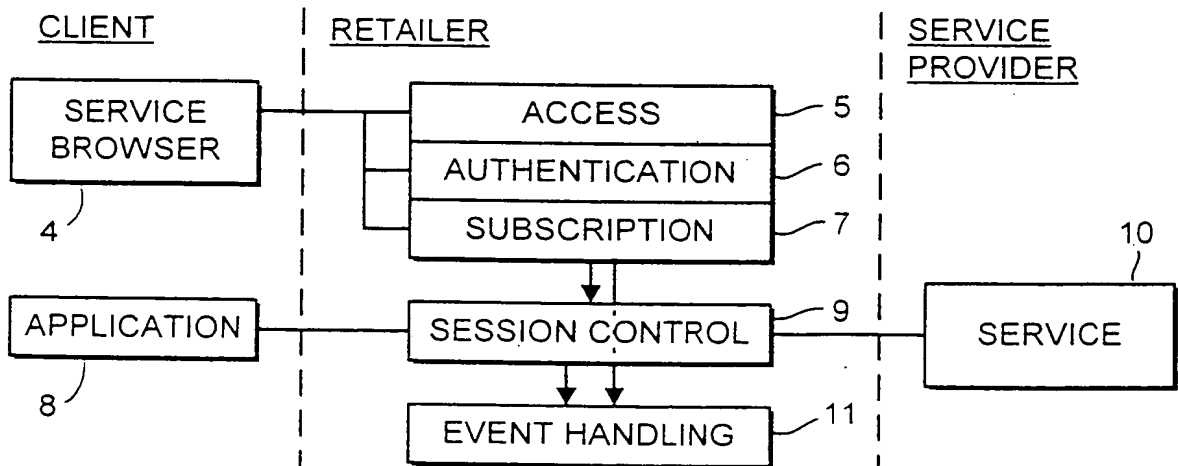 CLIENT
RETAILER
SERVICE
PROVIDER
SERVICE
BROWSER
4
ACCESS
5
AUTHENTICATION
6
SUBSCRIPTION
7
APPLICATION
8
SESSION CONTROL
9
10
SERVICE
EVENT HANDLING
11